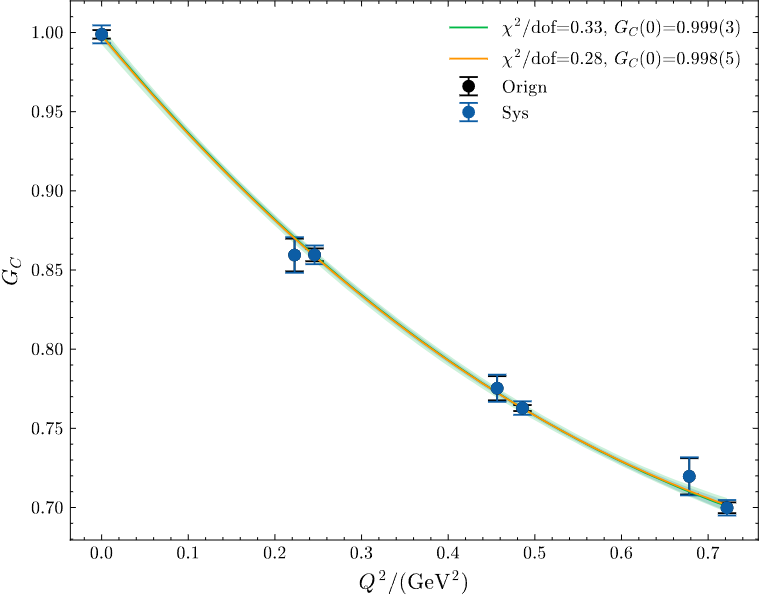 χ²/dof=0.33, G_C(0)=0.999(3)
χ²/dof=0.28, G_C(0)=0.998(5)
Orign
Sys
1.00
0.95
0.90
0.85
0.80
0.75
0.70
G_C
0.0 0.1 0.2 0.3 0.4 0.5 0.6 0.7
Q²/(GeV²)